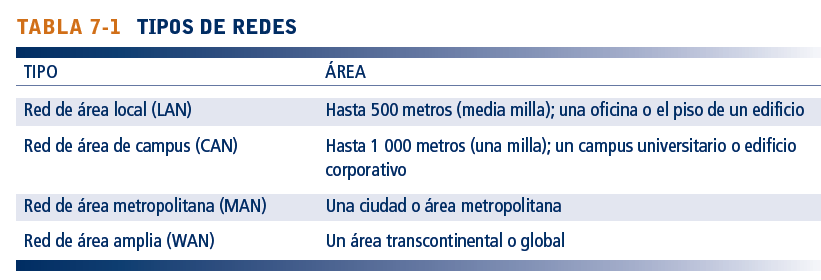 TABLA 7-1 TIPOS DE REDES
TIPO ÁREA
Red de área local (LAN) Hasta 500 metros (media milla); una oficina o el piso de un edificio
Red de área de campus (CAN) Hasta 1 000 metros (una milla); un campus universitario o edificio
corporativo
Red de área metropolitana (MAN) Una ciudad o área metropolitana
Red de área amplia (WAN) Un área transcontinental o global